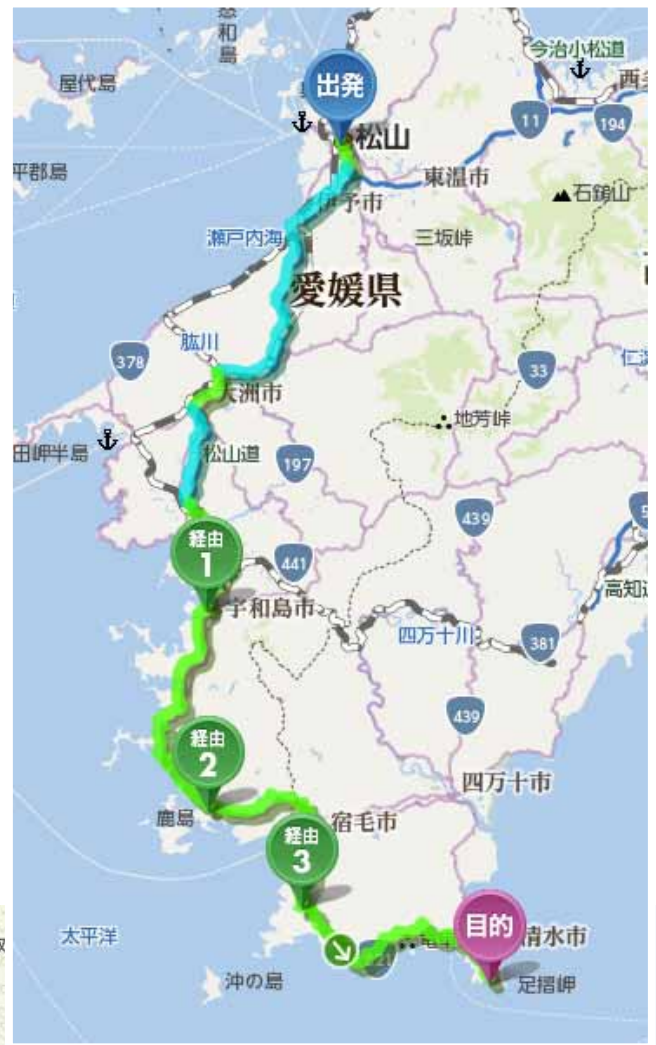 今治小松道
屋代島
出発
11
194
松山
平郡島
東温市
石鎚山
伊予市
瀬戸内海
三坂峠
愛媛県
肱川
378
33
大洲市
地芳峠
田岬半島
松山道
197
439
経由
1
441
宇和島市
四万十川
381
439
経由
2
四万十市
鹿島
宿毛市
経由
3
目的
太平洋
清水市
沖の島
足摺岬